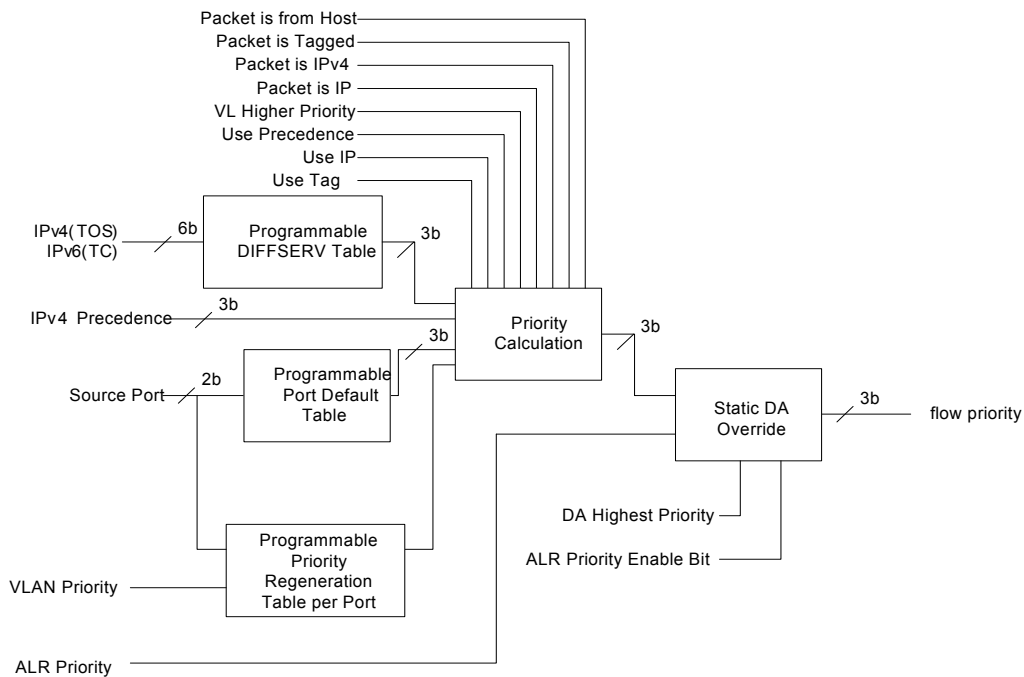 Packet is from Host
Packet is Tagged
Packet is IPv4
Packet is IP
VL Higher Priority
Use Precedence
Use IP
Use Tag
IPv4(TOS)
IPv6(TC)
6b
Programmable
DIFFSERV Table
3b
IPv4 Precedence
3b
Priority
Calculation
3b
3b
Source Port
2b
Programmable
Port Default
Table
Static DA
Override
3b
flow priority
DA Highest Priority
ALR Priority Enable Bit
Programmable
Priority
Regeneration
Table per Port
VLAN Priority
ALR Priority